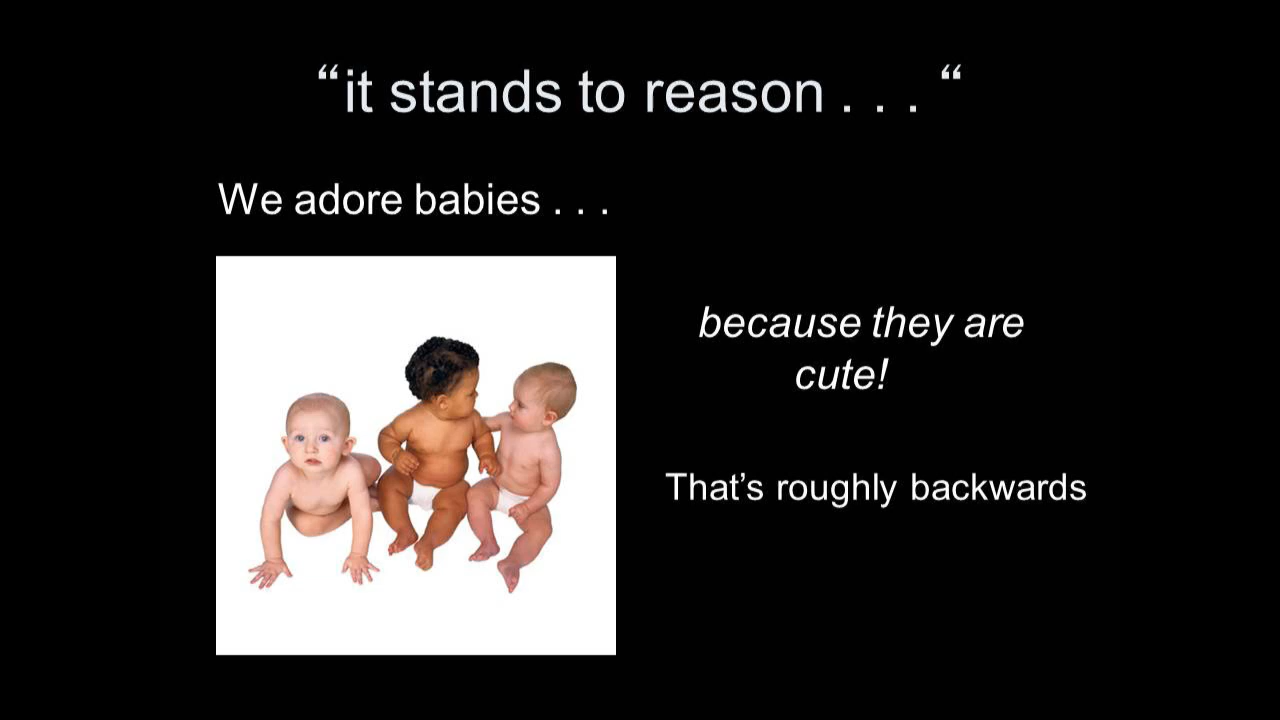 “it stands to reason . . . “
We adore babies . . .
because they are
cute!
That’s roughly backwards